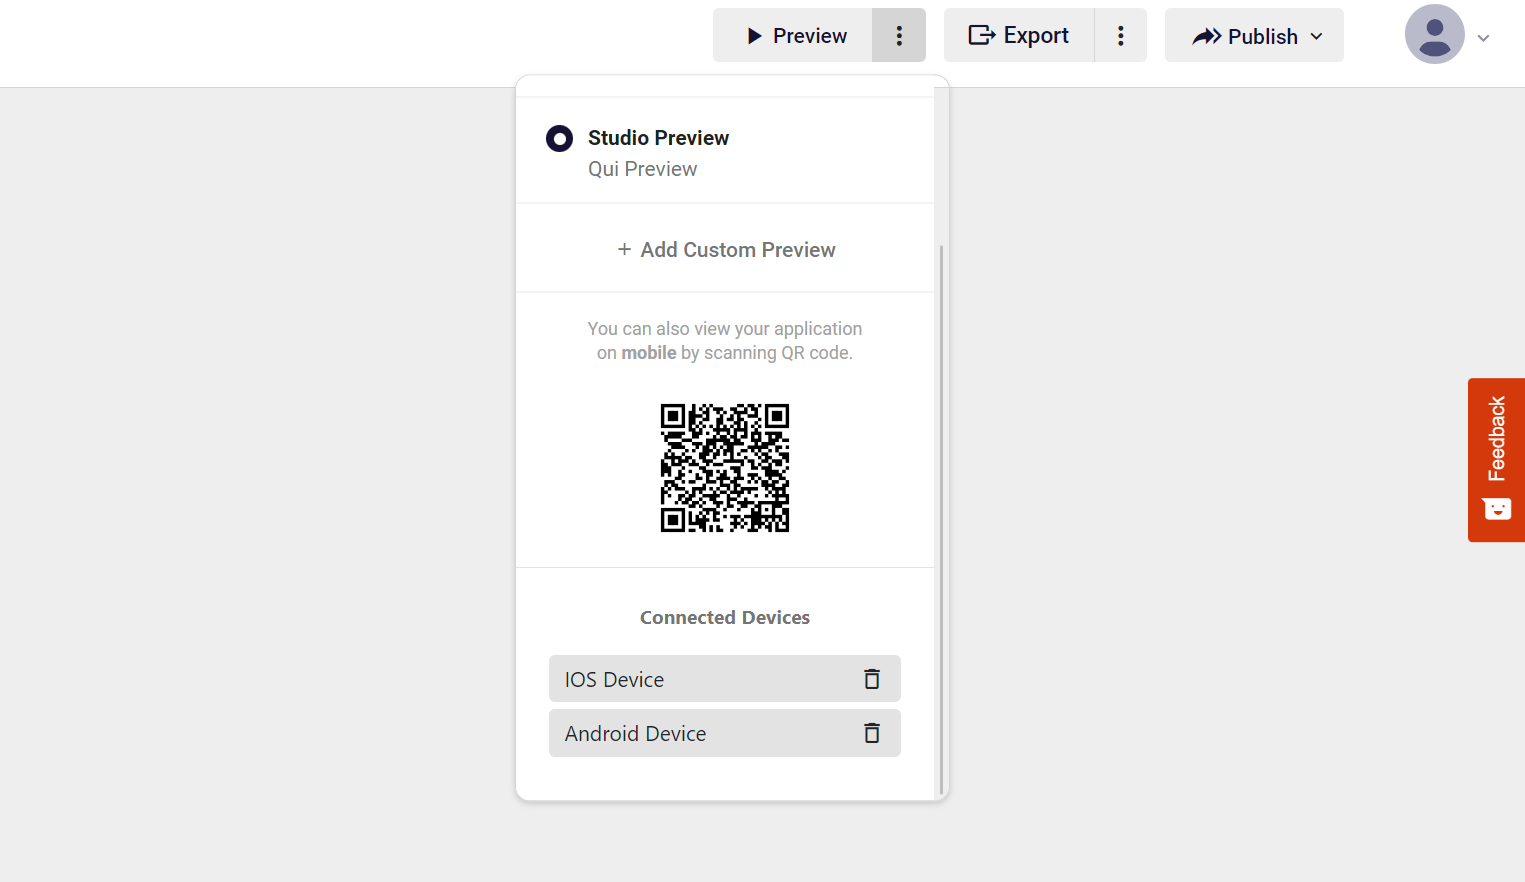 Preview
Export
Publish
Studio Preview
Qui Preview
+ Add Custom Preview
You can also view your application
on mobile by scanning QR code.
Feedback
Connected Devices
IOS Device
Android Device